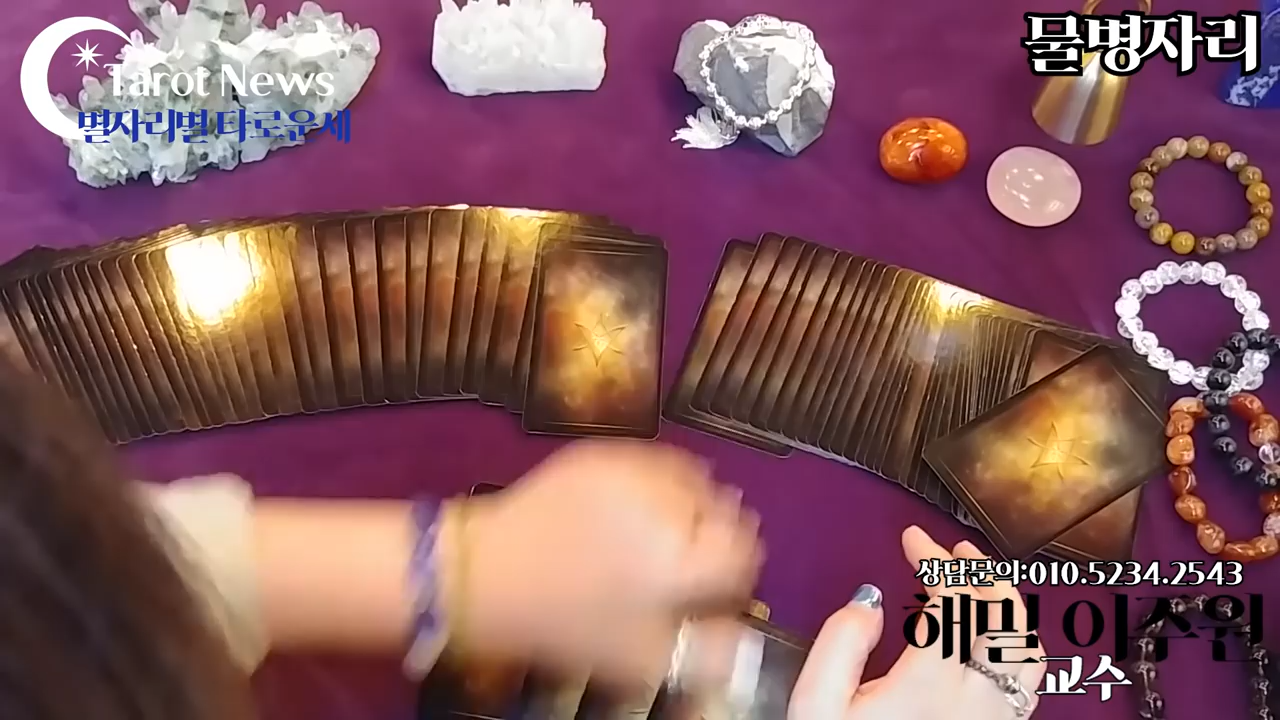 Tarot News
별자리별 타로운세
물병자리
상담문의:010.5234.2543
해밀 이주원
교수